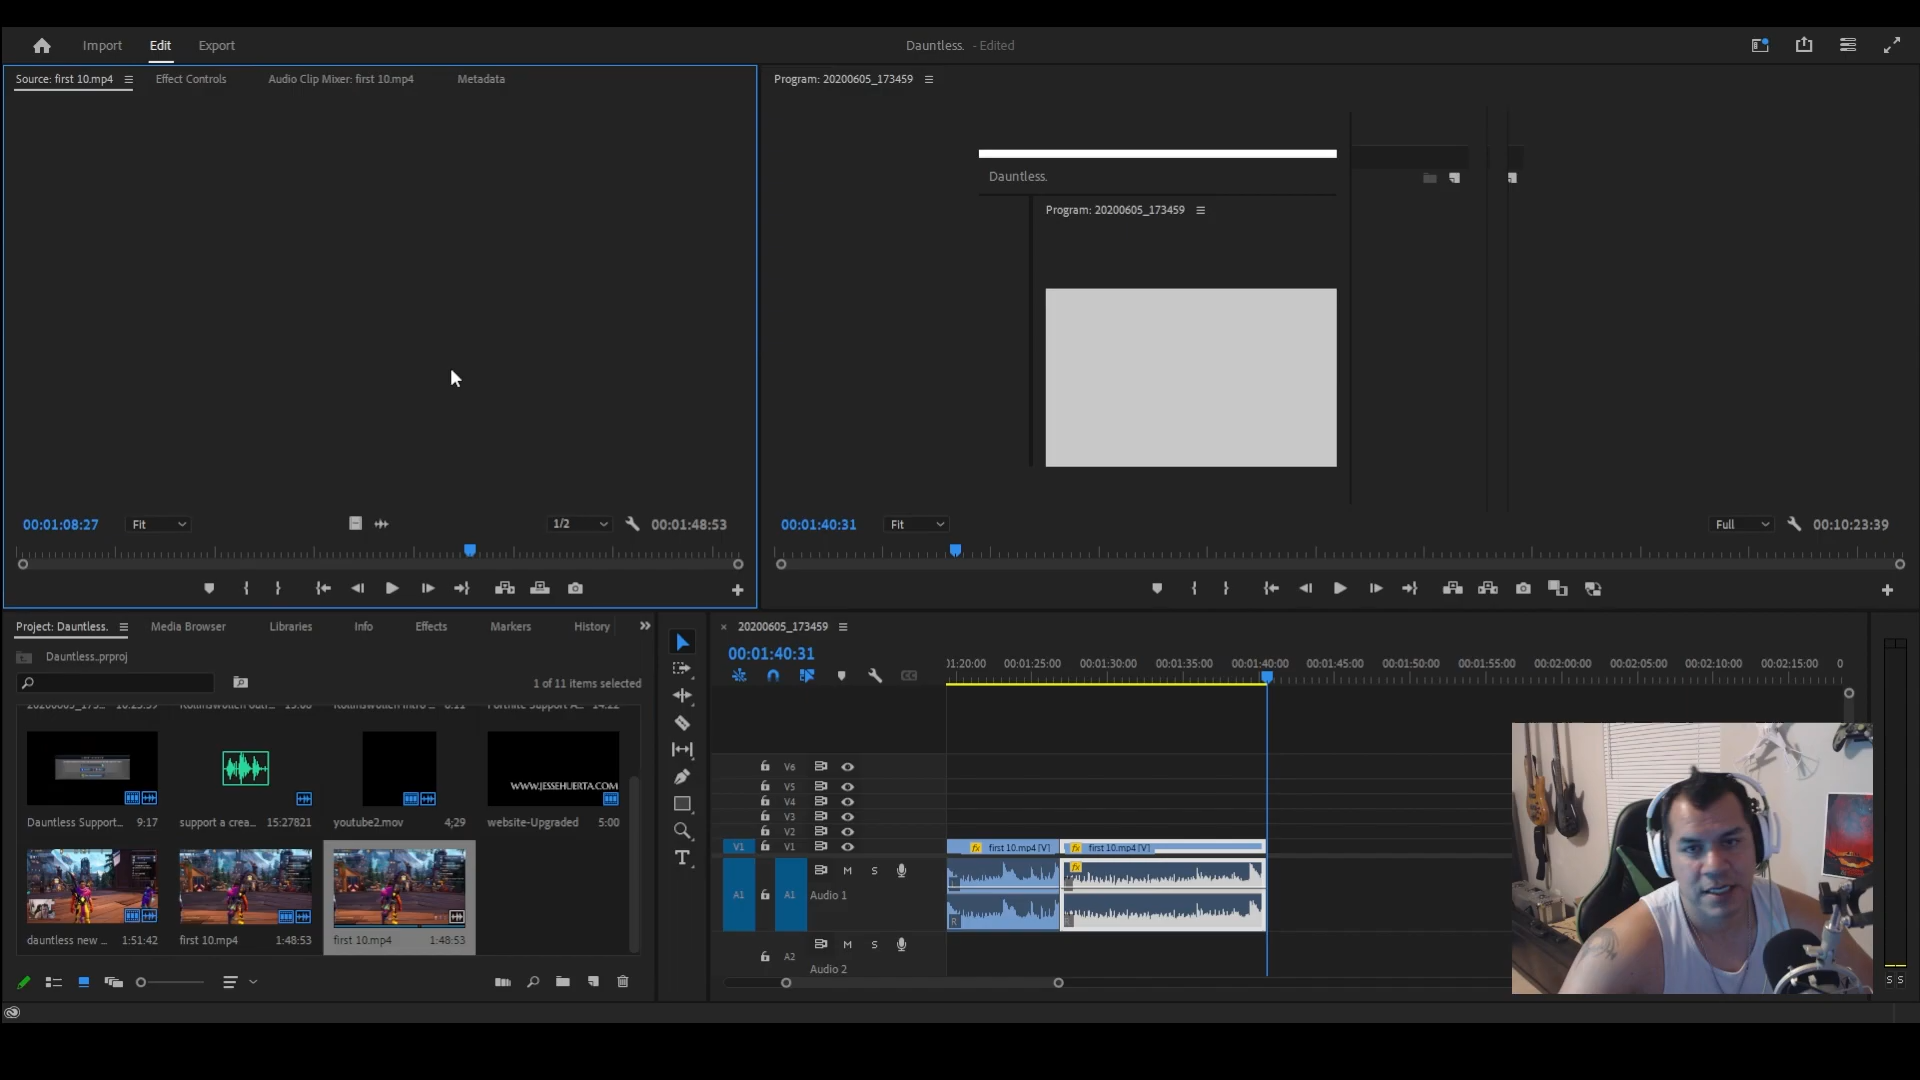 Import Edit Export Dauntless. - Edited
Source: first 10.mp4 Effect Controls Audio Clip Mixer: first 10.mp4 Metadata Program: 20200605_173459
Dauntless.
Program: 20200605_173459
00:01:08:27 Fit 1/2 00:01:48:53 00:01:40:31 Fit Full 00:10:23:39
Project: Dauntless. Media Browser Libraries Info Effects Markers History × 20200605_173459
Dauntless..prproj 00:01:40:31
1:20:00 00:01:25:00 00:01:30:00 00:01:35:00 00:01:40:00 00:01:45:00 00:01:50:00 00:01:55:00 00:02:00:00 00:02:05:00 00:02:10:00 00:02:15:00 0
1 of 11 items selected
WWW.JESSEHUERTA.COM
Dauntless Support... 9:17 support a crea... 15:27821 youtube2.mov 4;29 website-Upgraded 5:00
dauntless new ... 1:51:42 first 10.mp4 1:48:53 first 10.mp4 1:48:53
V6
V5
V4
V3
V2
V1 V1 fx first 10.mp4 [V] fx first 10.mp4 [V]
M S
A1 A1 Audio 1
fx
R
M S
A2
Audio 2
S S